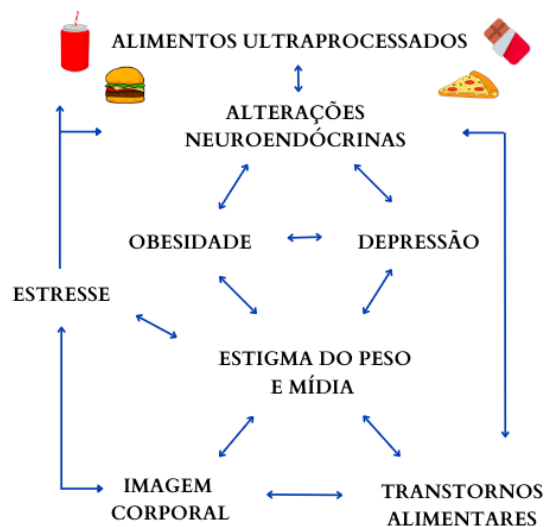 ALIMENTOS ULTRAPROCESSADOS
ALTERAÇÕES
NEUROENDÓCRINAS
OBESIDADE
DEPRESSÃO
ESTRESSE
ESTIGMA DO PESO
E MÍDIA
IMAGEM
CORPORAL
TRANSTORNOS
ALIMENTARES